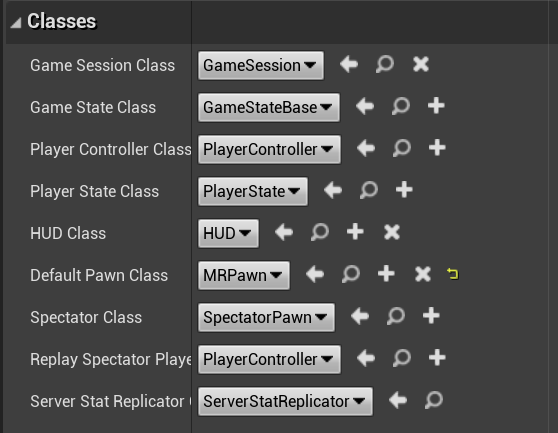 Classes
Game Session Class GameSession
Game State Class GameStateBase
Player Controller Class PlayerController
Player State Class PlayerState
HUD Class HUD
Default Pawn Class MRPawn
Spectator Class SpectatorPawn
Replay Spectator Playe PlayerController
Server Stat Replicator ServerStatReplicator